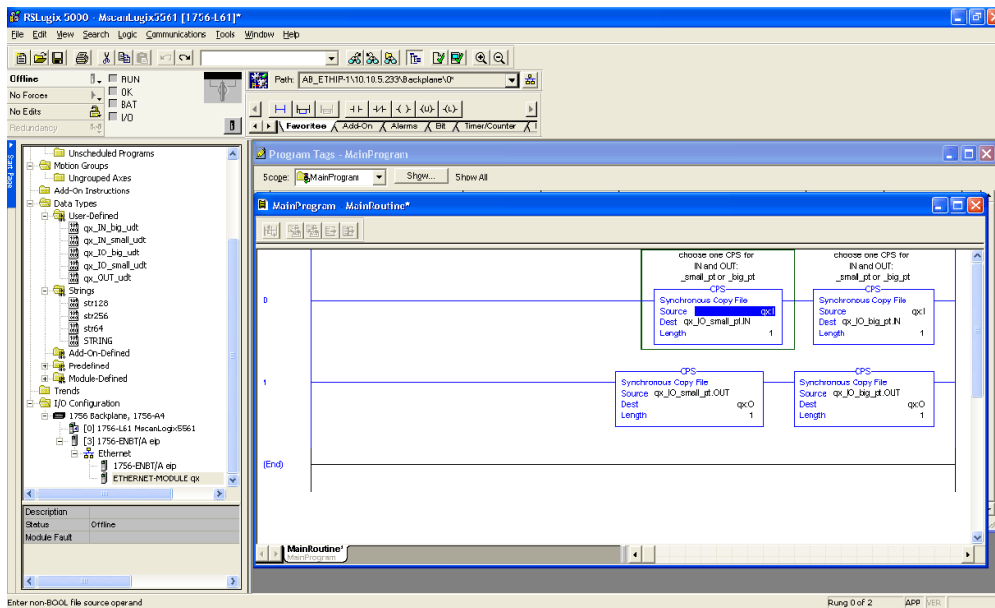 RSLogix 5000 - MscanLogix5561 [1756-L61]*
File Edit View Search Logic Communications Tools Window Help
Offline
RUN
No Forces
OK
No Edits
BAT
Redundancy
I/O
Path: AB_ETHIP-1\10.10.5.233\Backplane\0*
Favorites Add-On Alarms Bit Timer/Counter
Start Page
Unscheduled Programs
Motion Groups
Ungrouped Axes
Add-On Instructions
Data Types
User-Defined
qx_IN_big_udt
qx_IN_small_udt
qx_IO_big_udt
qx_IO_small_udt
qx_OUT_udt
Strings
str128
str256
str64
STRING
Add-On-Defined
Predefined
Module-Defined
Trends
I/O Configuration
1756 Backplane, 1756-A4
[0] 1756-L61 MscanLogix5561
[3] 1756-ENBT/A eip
Ethernet
1756-ENBT/A eip
ETHERNET-MODULE qx
Description
Status Offline
Module Fault
Program Tags - MainProgram
Scope: MainProgram Show... Show All
MainProgram - MainRoutine*
choose one CPS for
IN and OUT:
_small_pt or _big_pt
CPS
Synchronous Copy File
Source qx:I
Dest qx_IO_small_pt.IN
Length 1
choose one CPS for
IN and OUT:
_small_pt or _big_pt
CPS
Synchronous Copy File
Source qx:I
Dest qx_IO_big_pt.IN
Length 1
0
1
CPS
Synchronous Copy File
Source qx_IO_small_pt.OUT
Dest qx:O
Length 1
CPS
Synchronous Copy File
Source qx_IO_big_pt.OUT
Dest qx:O
Length 1
(End)
MainRoutine*
MainProgram
Enter non-BOOL file source operand
Rung 0 of 2 APP VER